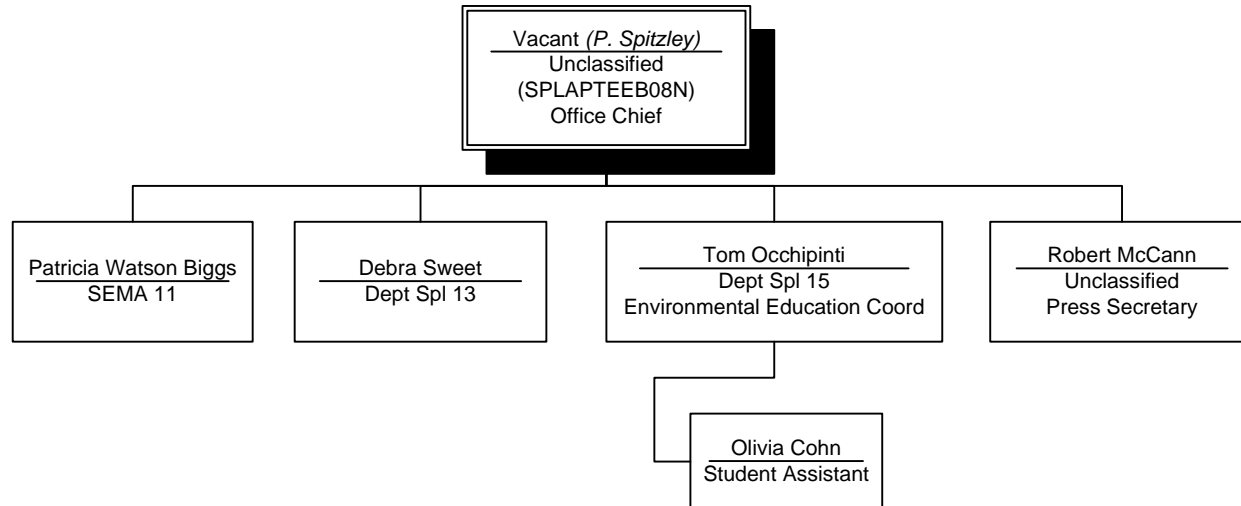 Vacant (P. Spitzley)
Unclassified
(SPLAPTEEB08N)
Office Chief
Patricia Watson Biggs
SEMA 11
Debra Sweet
Dept Spl 13
Tom Occhipinti
Dept Spl 15
Environmental Education Coord
Robert McCann
Unclassified
Press Secretary
Olivia Cohn
Student Assistant